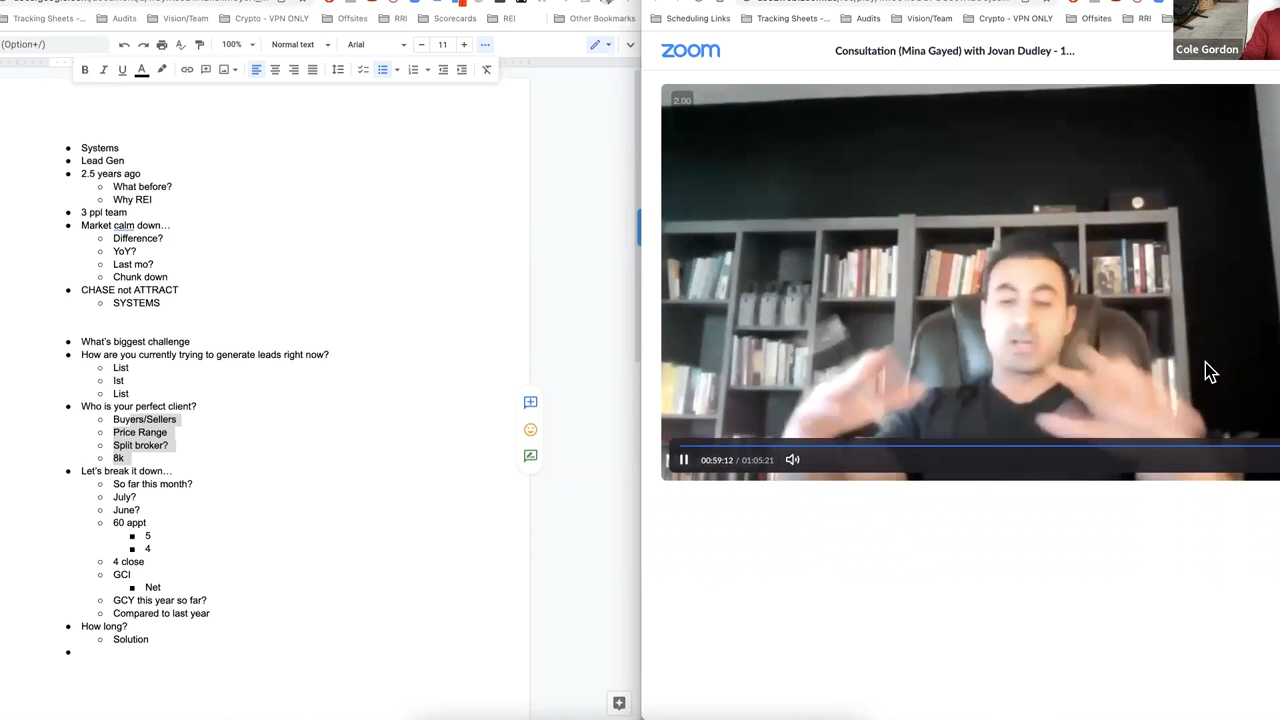 Tracking Sheets -
Audits
Vision/Team
Crypto - VPN ONLY
Offsites
RRI
Scorecards
REI
Other Bookmarks
(Option+/)
100%
Normal text
Arial
11
Systems
Lead Gen
2.5 years ago
What before?
Why REI
3 ppl team
Market calm down…
Difference?
YoY?
Last mo?
Chunk down
CHASE not ATTRACT
SYSTEMS
What's biggest challenge
How are you currently trying to generate leads right now?
List
Ist
List
Who is your perfect client?
Buyers/Sellers
Price Range
Split broker?
8k
Let's break it down…
So far this month?
July?
June?
60 appt
5
4
4 close
GCI
Net
GCY this year so far?
Compared to last year
How long?
Solution
Scheduling Links
Tracking Sheets -
Audits
Vision/Team
Crypto - VPN ONLY
Offsites
RRI
Cole Gordon
zoom
Consultation (Mina Gayed) with Jovan Dudley - 1...
2.00
00:59:12 / 01:05:21